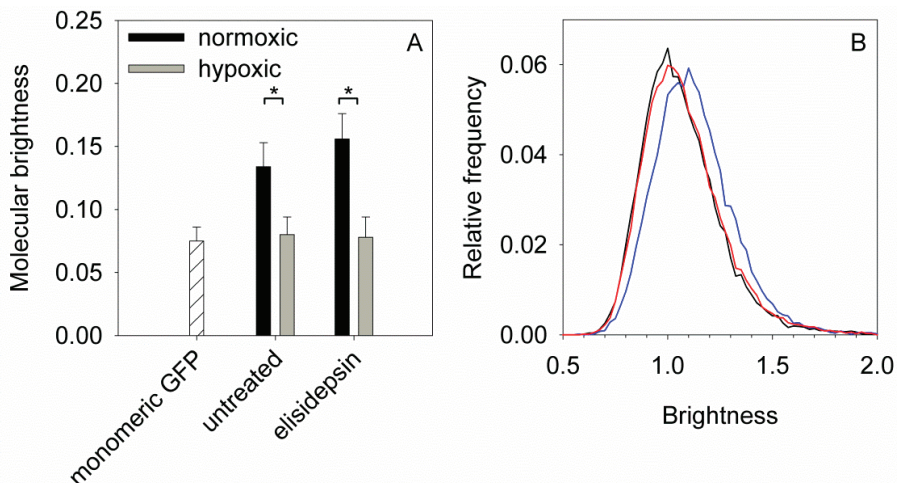 0.25
0.20
0.15
0.10
0.05
0.00
Molecular brightness
normoxic
hypoxic
A
*
*
monomeric GFP
untreated
elisidepsin
B
0.06
0.04
0.02
0.00
Relative frequency
0.5
1.0
1.5
2.0
Brightness